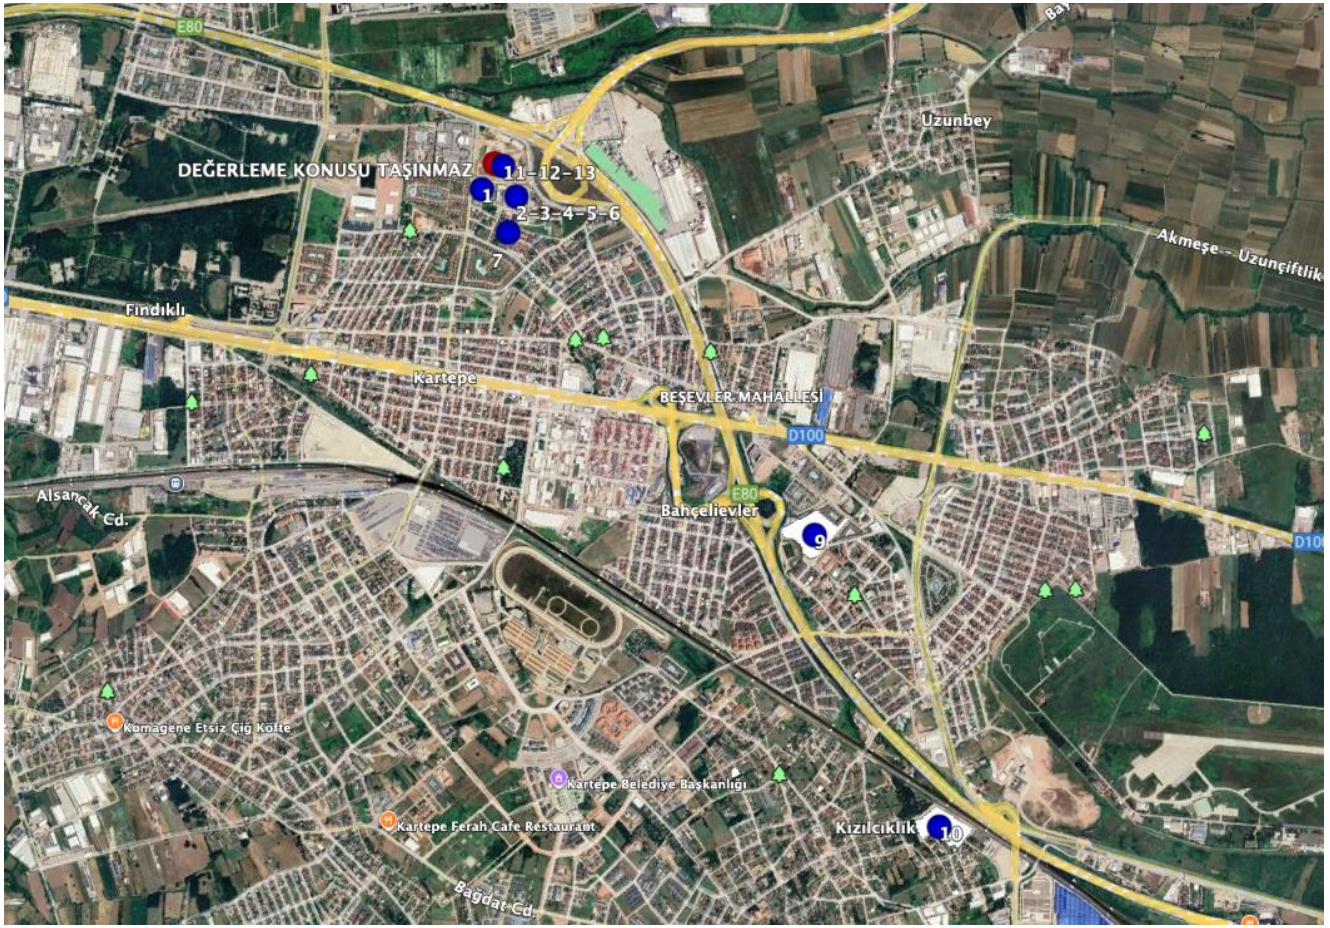 E80
Bay
Uzunbey
DEĞERLEME KONUSU TAŞINMAZ
11-12-13
1
2-3-4-5-6
7
Akmeşe - Uzunçiftlik
Fındıklı
Kartepe
BEŞEVLER MAHALLESİ
D100
E80
Alsancak Cd.
Bahçelievler
9
D100
Komagene Etsiz Çiğ Köfte
Kartepe Belediye Başkanlığı
Kartepe Ferah Cafe Restaurant
Kızılcıklık
10
Bağdat Cd.